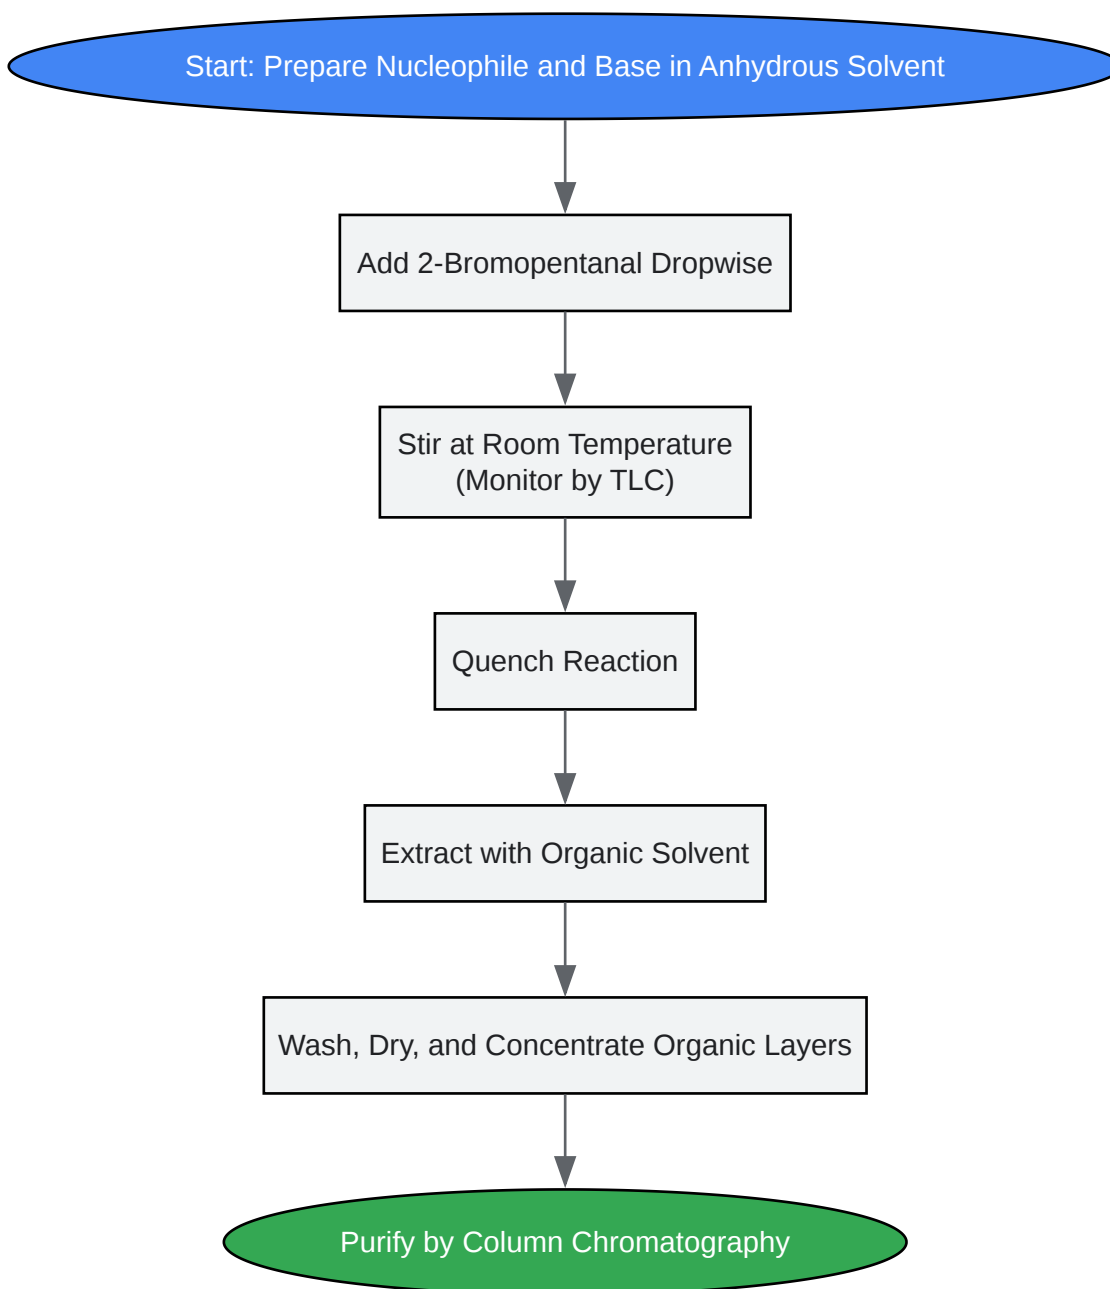 Start: Prepare Nucleophile and Base in Anhydrous Solvent
Add 2-Bromopentanal Dropwise
Stir at Room Temperature
(Monitor by TLC)
Quench Reaction
Extract with Organic Solvent
Wash, Dry, and Concentrate Organic Layers
Purify by Column Chromatography